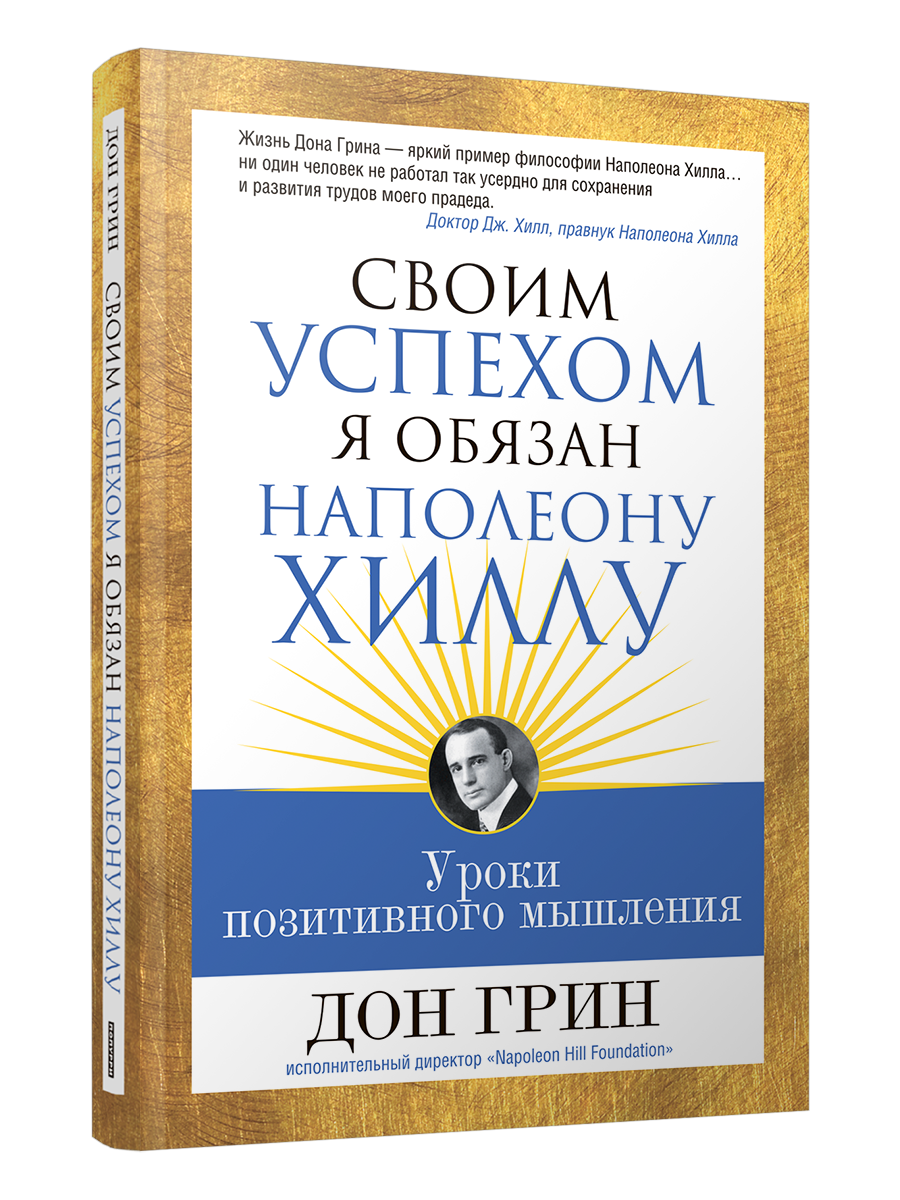 Жизнь Дона Грина — яркий пример философии Наполеона Хилла…
ни один человек не работал так усердно для сохранения
и развития трудов моего прадеда.
Доктор Дж. Хилл, правнук Наполеона Хилла
СВОИМ
УСПЕХОМ
Я ОБЯЗАН
НАПОЛЕОНУ
ХИЛЛУ
Уроки
позитивного мышления
ДОН ГРИН
исполнительный директор «Napoleon Hill Foundation»
ДОН ГРИН СВОИМ УСПЕХОМ Я ОБЯЗАН НАПОЛЕОНУ ХИЛЛУ
попурри